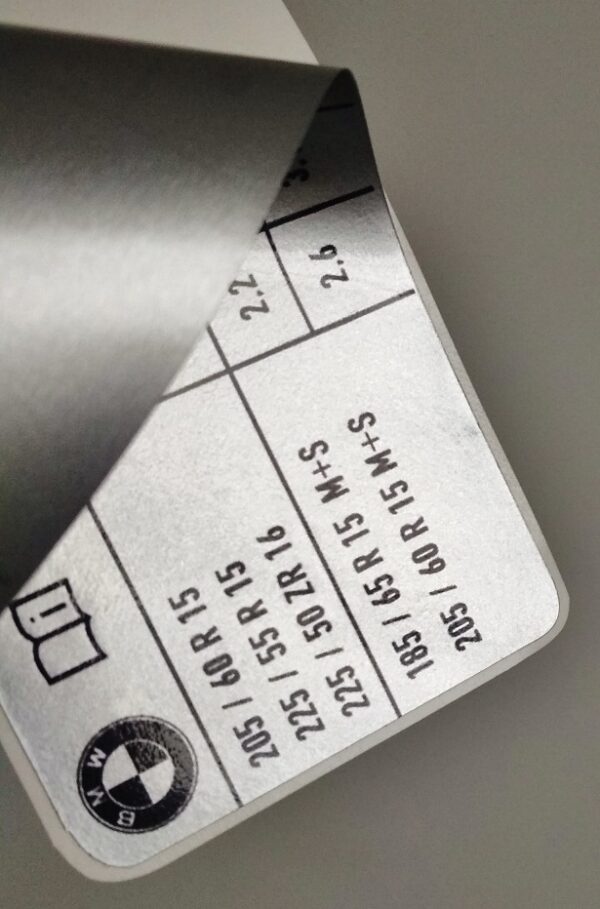 BMW
205 / 60 R 15
225 / 55 R 15
225 / 50 ZR 16
2.2
185 / 65 R 15 M+S
205 / 60 R 15 M+S
2.6